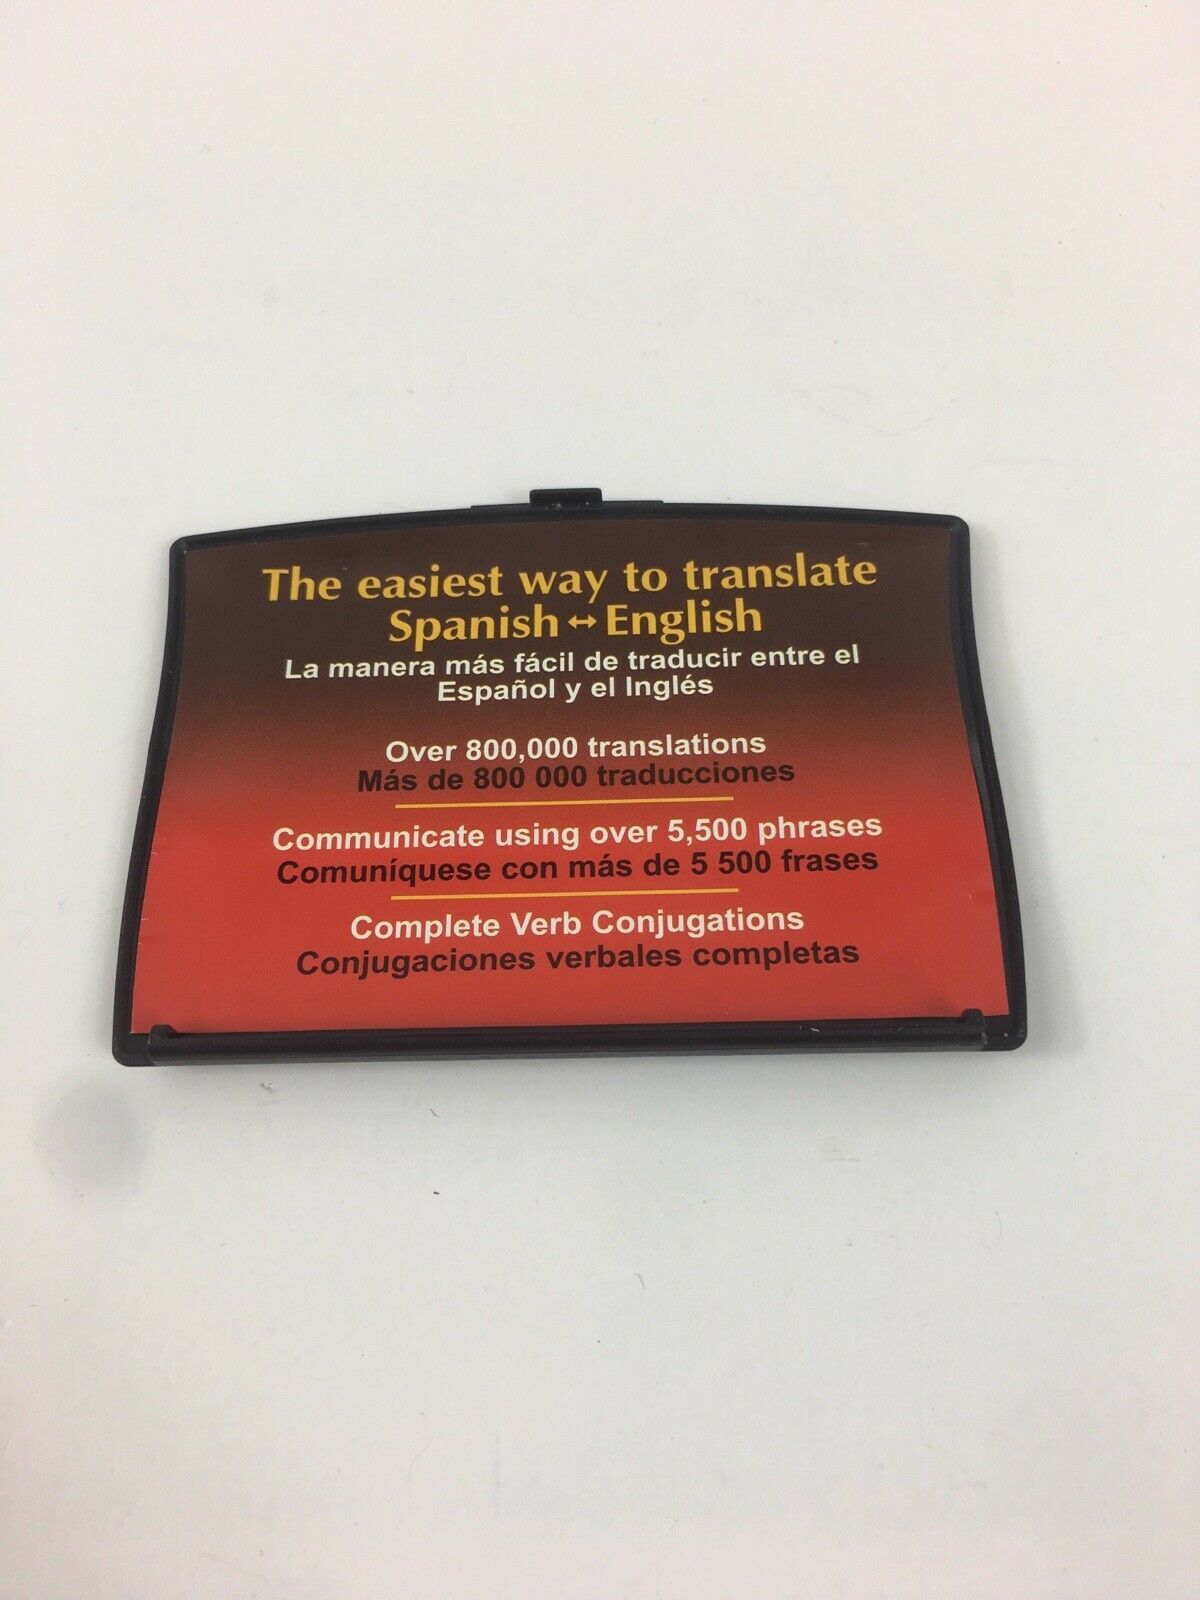 The easiest way to translate
Spanish ↔ English
La manera más fácil de traducir entre el
Español y el Inglés
Over 800,000 translations
Más de 800 000 traducciones
Communicate using over 5,500 phrases
Comuníquese con más de 5 500 frases
Complete Verb Conjugations
Conjugaciones verbales completas